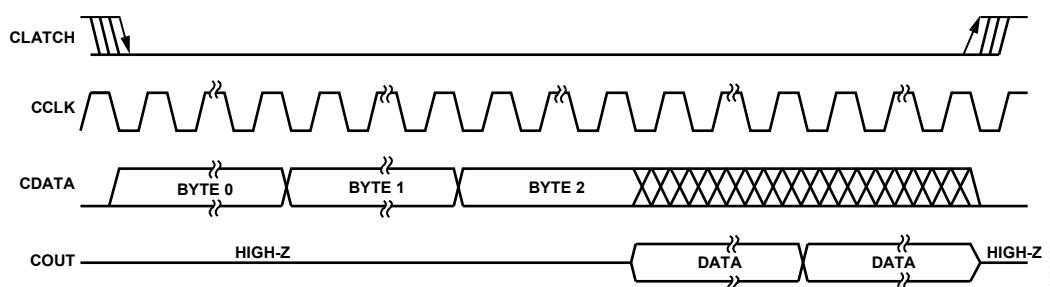 CLATCH
CCLK
CDATA BYTE 0 BYTE 1 BYTE 2
COUT HIGH-Z DATA DATA HIGH-Z